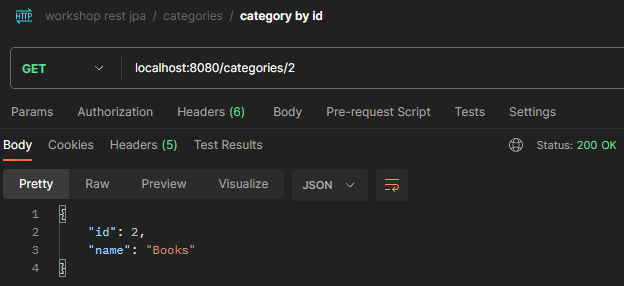 HTTP workshop rest jpa / categories / category by id
GET localhost:8080/categories/2
Params Authorization Headers (6) Body Pre-request Script Tests Settings
Body Cookies Headers (5) Test Results Status: 200 OK
Pretty Raw Preview Visualize JSON
1 {
2 "id": 2,
3 "name": "Books"
4 }